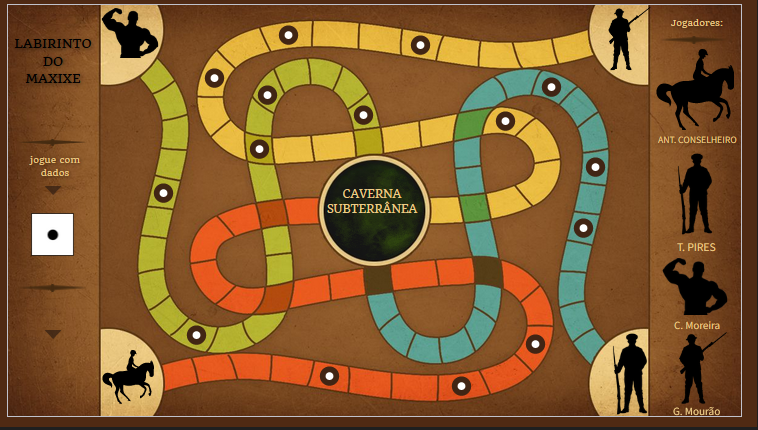 LABIRINTO
DO
MAXIXE
jogue com
dados
CAVERNA
SUBTERRÂNEA
Jogadores:
ANT. CONSELHEIRO
T. PIRES
C. Moreira
G. Mourão